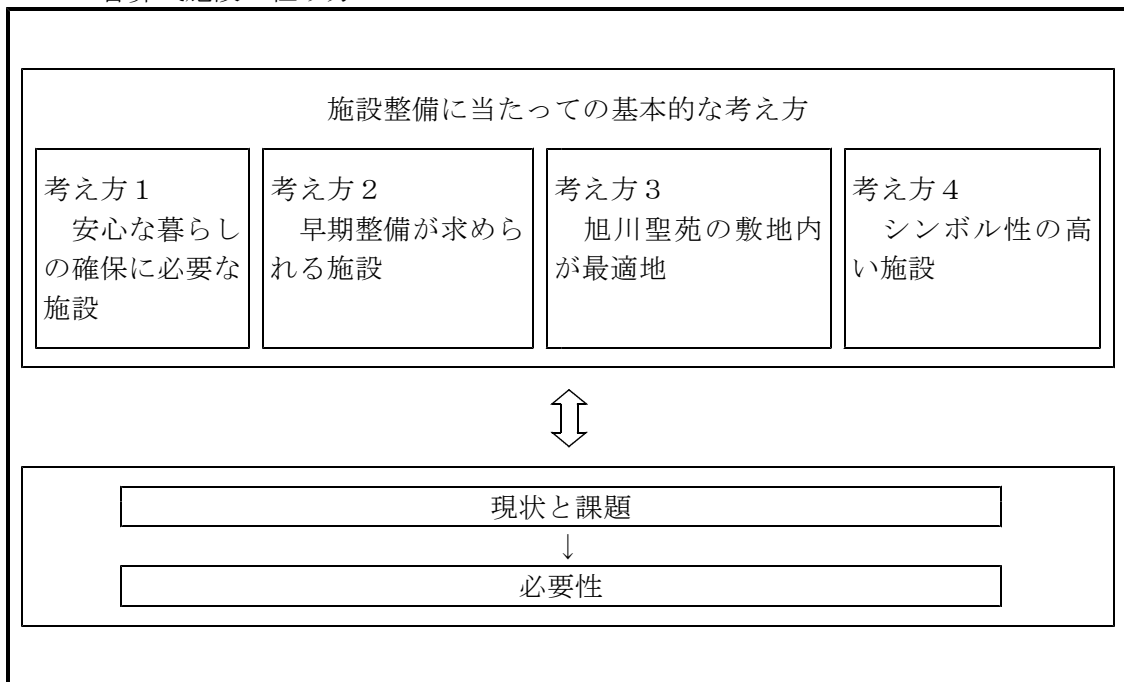 施設整備に当たっての基本的な考え方
考え方１
安心な暮らし
の確保に必要な
施設
考え方２
早期整備が求めら
れる施設
考え方３
旭川聖苑の敷地内
が最適地
考え方４
シンボル性の高
い施設
現状と課題
↓
必要性